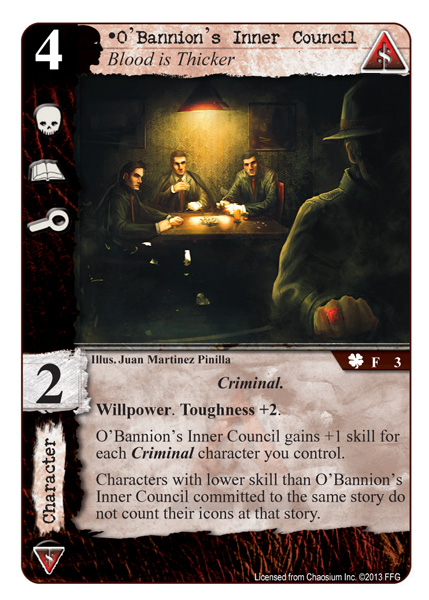 4
•O'Bannion's Inner Council
Blood is Thicker
Illus. Juan Martinez Pinilla
F 3
2
Criminal.
Willpower. Toughness +2.
O'Bannion's Inner Council gains +1 skill for
each Criminal character you control.
Characters with lower skill than O'Bannion's
Inner Council committed to the same story do
not count their icons at that story.
Character
Licensed from Chaosium Inc. ©2013 FFG